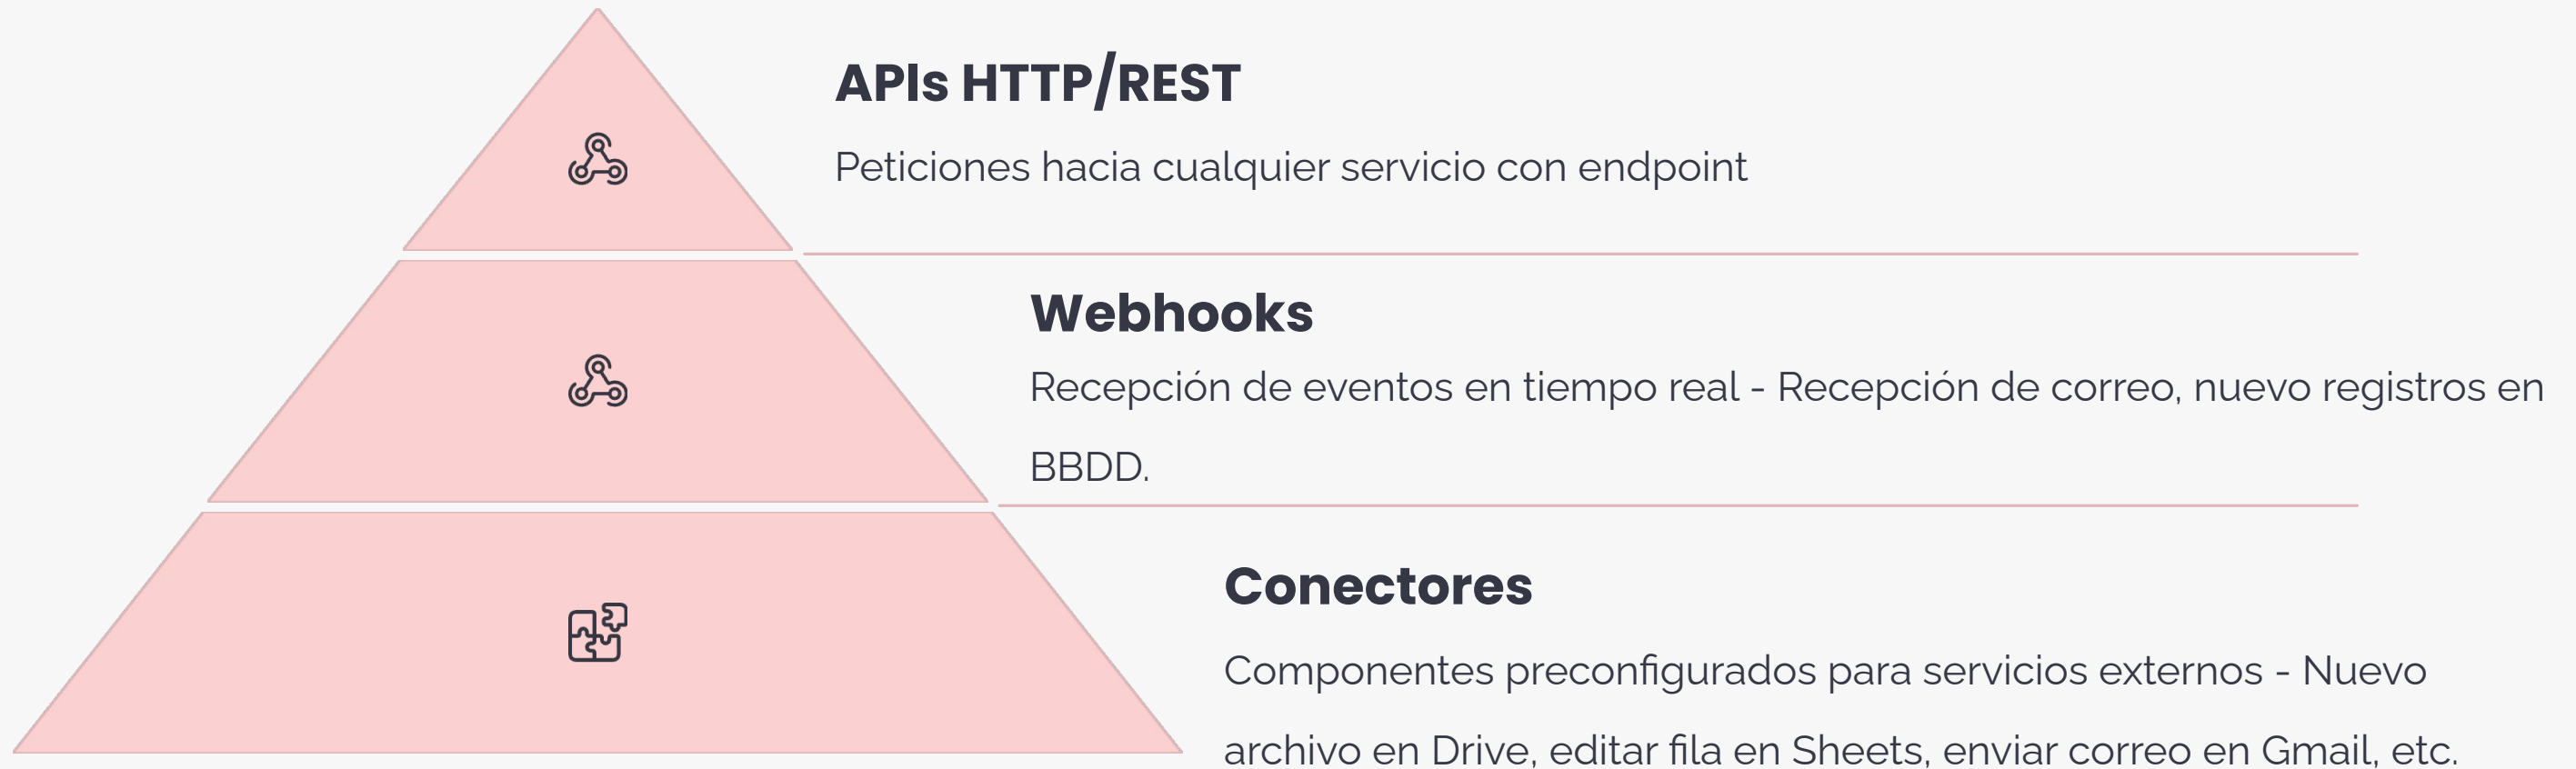 APIs HTTP/REST
Peticiones hacia cualquier servicio con endpoint
Webhooks
Recepción de eventos en tiempo real - Recepción de correo, nuevo registros en
BBDD.
Conectores
Componentes preconfigurados para servicios externos - Nuevo
archivo en Drive, editar fila en Sheets, enviar correo en Gmail, etc.